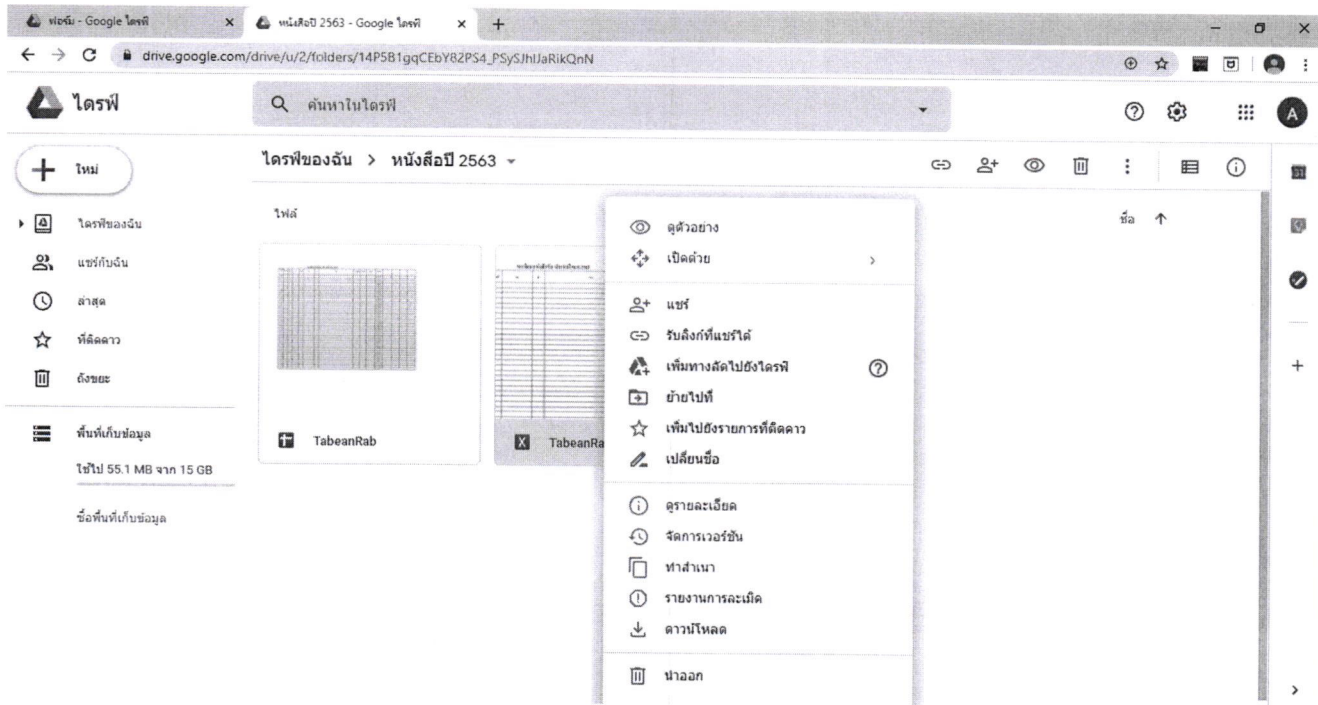 ฟอร์ม - Google ไดรฟ์
หนังสือปี 2563 - Google ไดรฟ์
ไดรฟ์
ค้นหาในไดรฟ์
A
ใหม่
ไดรฟ์ของฉัน > หนังสือปี 2563
ไดรฟ์ของฉัน
แชร์กับฉัน
ล่าสุด
ที่ติดดาว
ถังขยะ
พื้นที่เก็บข้อมูล
ใช้ไป 55.1 MB จาก 15 GB
ซื้อพื้นที่เก็บข้อมูล
ไฟล์
ชื่อ
TabeanRab
TabeanRa
ดูตัวอย่าง
เปิดด้วย
แชร์
รับลิงก์ที่แชร์ได้
เพิ่มทางลัดไปยังไดรฟ์
ย้ายไปที่
เพิ่มไปยังรายการที่ติดดาว
เปลี่ยนชื่อ
ดูรายละเอียด
จัดการเวอร์ชัน
ทำสำเนา
รายงานการละเมิด
ดาวน์โหลด
นำออก